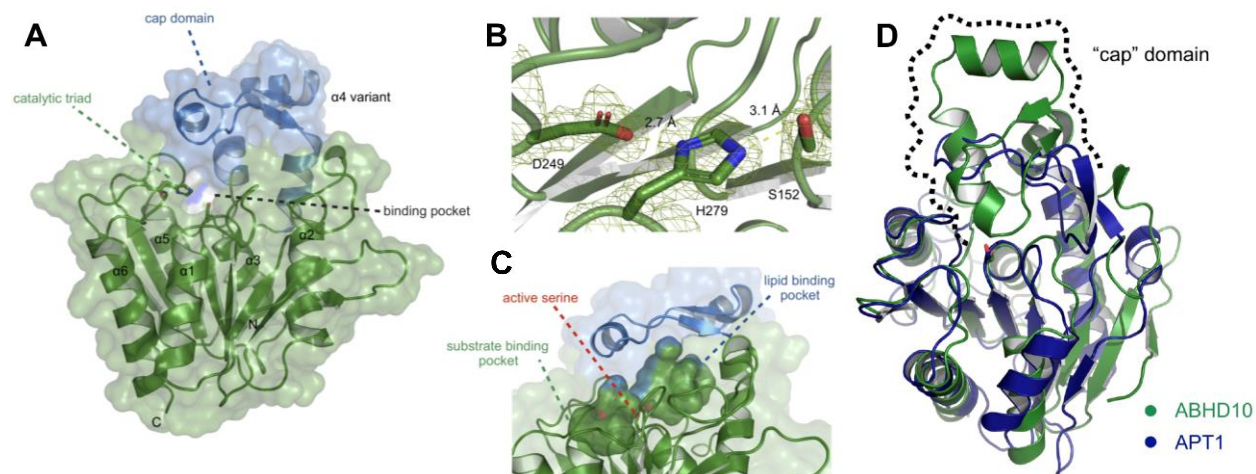 A
cap domain
catalytic triad
α4 variant
binding pocket
α5
α2
α6
α1
α3
N
C
B
2.7 Å
3.1 Å
D249
H279
S152
C
active serine
lipid binding
pocket
substrate binding
pocket
D
“cap” domain
ABHD10
APT1